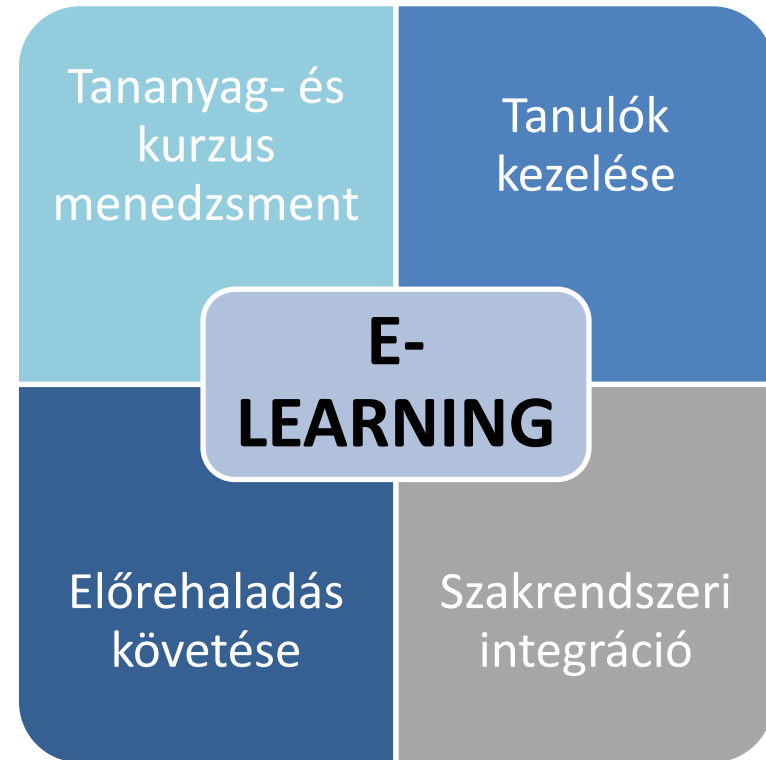 Tananyag- és
kurzus
menedzsment
Tanulók
kezelése
E-
LEARNING
Előrehaladás
követése
Szakrendszeri
integráció